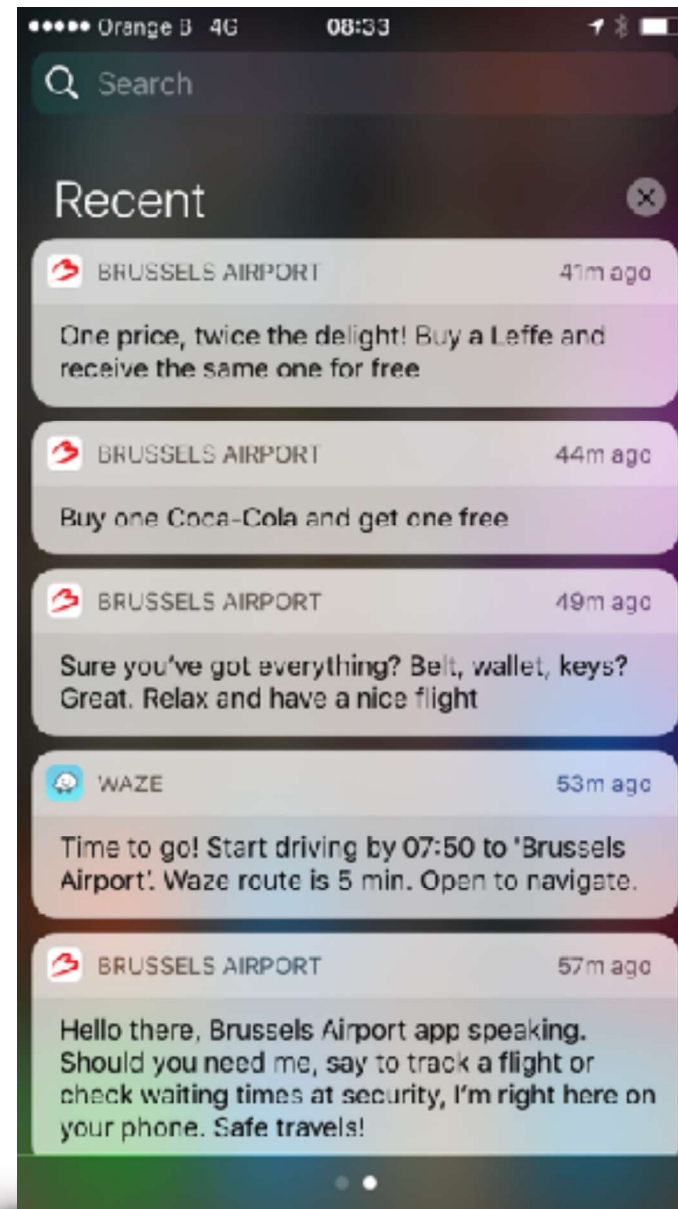 Orange B 4G 08:33
Search
Recent
BRUSSELS AIRPORT 41m ago
One price, twice the delight! Buy a Leffe and
receive the same one for free
BRUSSELS AIRPORT 44m ago
Buy one Coca-Cola and get one free
BRUSSELS AIRPORT 49m ago
Sure you've got everything? Belt, wallet, keys?
Great. Relax and have a nice flight
WAZE 53m ago
Time to go! Start driving by 07:50 to 'Brussels
Airport'. Waze route is 5 min. Open to navigate.
BRUSSELS AIRPORT 57m ago
Hello there, Brussels Airport app speaking.
Should you need me, say to track a flight or
check waiting times at security, I'm right here on
your phone. Safe travels!